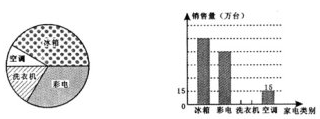 冰箱
空调
洗衣机
彩电
销售量（万台）
15
15
0
冰箱 彩电 洗衣机 空调 家电类别